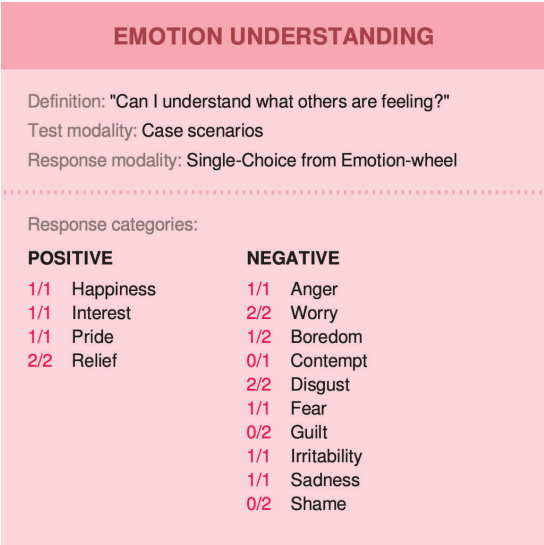 EMOTION UNDERSTANDING
Definition: "Can I understand what others are feeling?"
Test modality: Case scenarios
Response modality: Single-Choice from Emotion-wheel
Response categories:
POSITIVE
1/1 Happiness
1/1 Interest
1/1 Pride
2/2 Relief
NEGATIVE
1/1 Anger
2/2 Worry
1/2 Boredom
0/1 Contempt
2/2 Disgust
1/1 Fear
0/2 Guilt
1/1 Irritability
1/1 Sadness
0/2 Shame